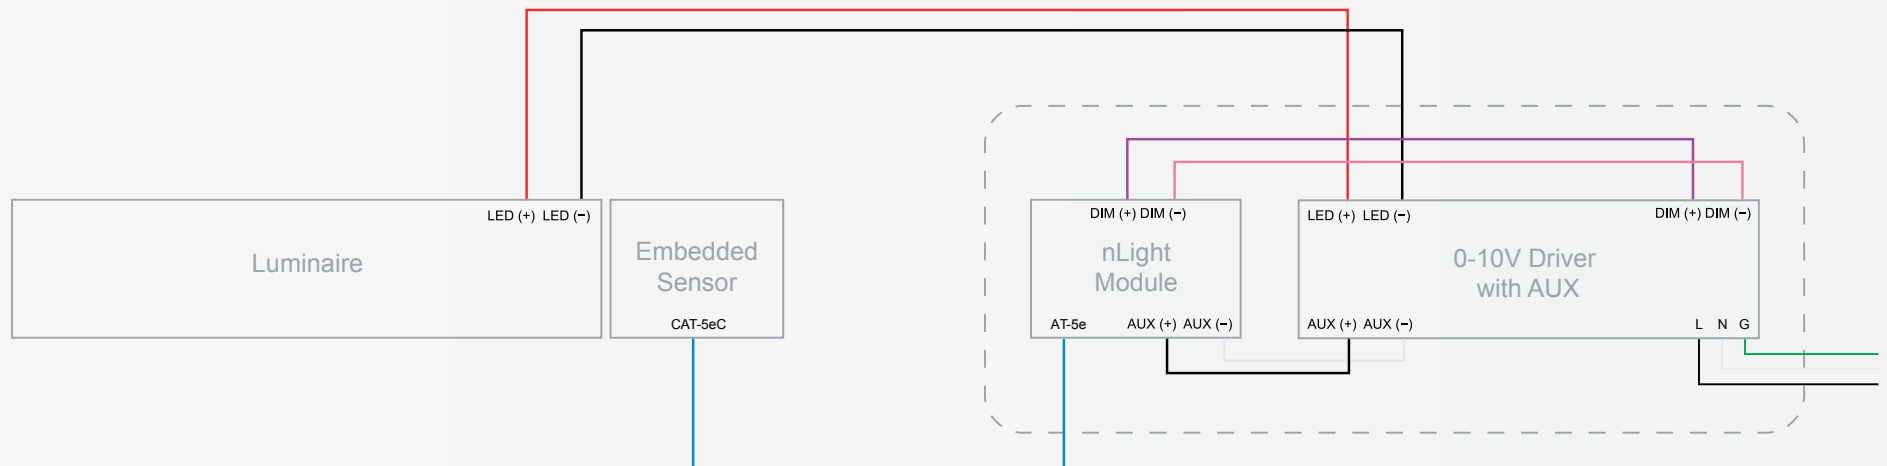 LED (+) LED (−)
Luminaire
Embedded
Sensor
CAT-5eC
DIM (+) DIM (−)
nLight
Module
AT-5e
AUX (+) AUX (−)
LED (+) LED (−)
DIM (+) DIM (−)
0-10V Driver
with AUX
AUX (+) AUX (−)
L N G